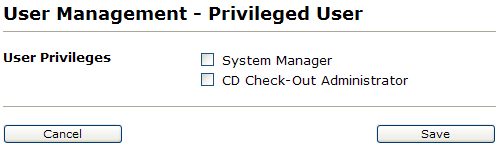 User Management - Privileged User
User Privileges
System Manager
CD Check-Out Administrator
Cancel
Save